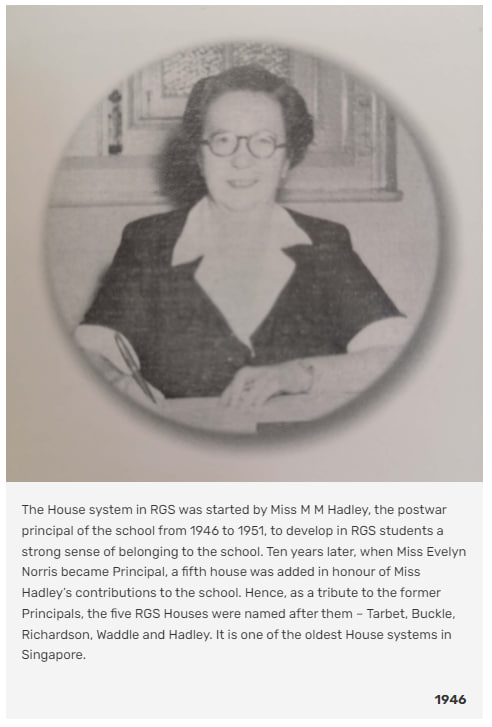 The House system in RGS was started by Miss M M Hadley, the postwar
principal of the school from 1946 to 1951, to develop in RGS students a
strong sense of belonging to the school. Ten years later, when Miss Evelyn
Norris became Principal, a fifth house was added in honour of Miss
Hadley's contributions to the school. Hence, as a tribute to the former
Principals, the five RGS Houses were named after them – Tarbet, Buckle,
Richardson, Waddle and Hadley. It is one of the oldest House systems in
Singapore.
1946